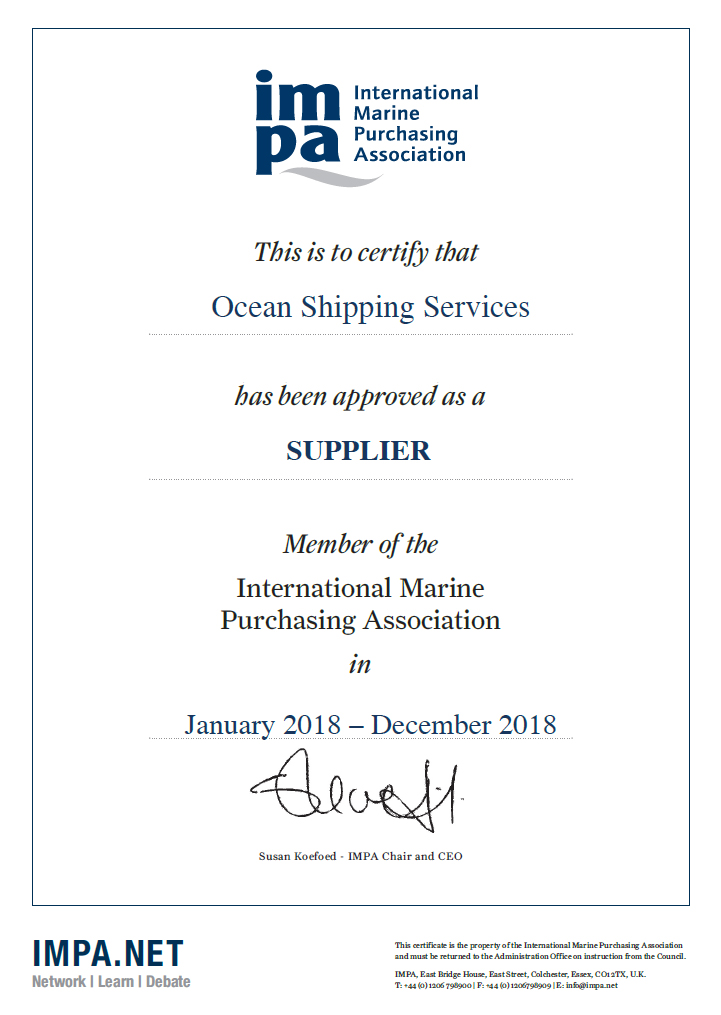 impa
International
Marine
Purchasing
Association
This is to certify that
Ocean Shipping Services
has been approved as a
SUPPLIER
Member of the
International Marine
Purchasing Association
in
January 2018 – December 2018
Susan Koefoed - IMPA Chair and CEO
IMPA.NET
Network | Learn | Debate
This certificate is the property of the International Marine Purchasing Association
and must be returned to the Administration Office on instruction from the Council.
IMPA, East Bridge House, East Street, Colchester, Essex, CO12TX, U.K.
T: +44 (0) 1206 798900 | F: +44 (0) 1206798909 | E: info@impa.net